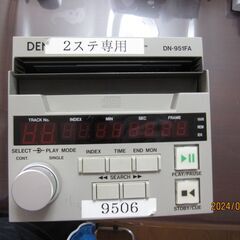 DEN
2ステ専用
DN-951FA
TRACK No. INDEX MIN SEC FRAME
SELECT PLAY MODE
INDEX TIME END MON
CONT. SINGLE
SEARCH
PLAY/PAUSE
9506
STDBY/CUE
2024/0